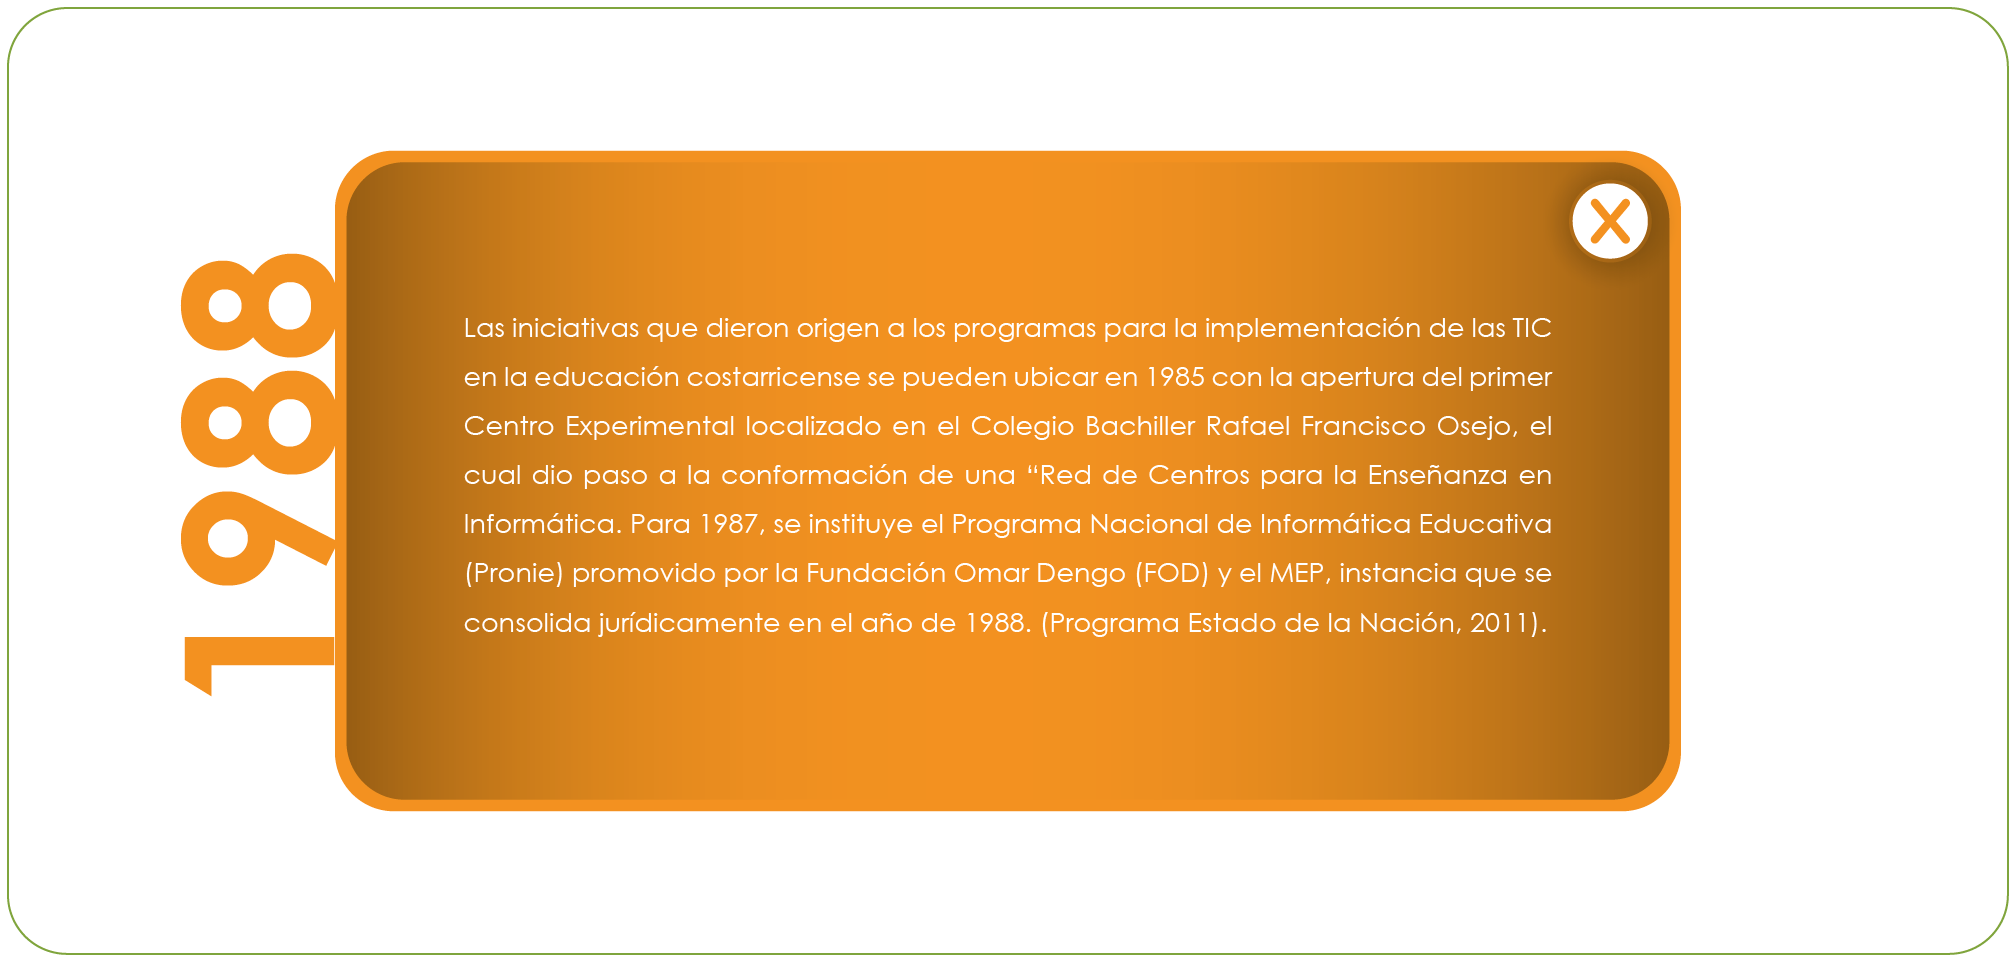 1988
X
Las iniciativas que dieron origen a los programas para la implementación de las TIC
en la educación costarricense se pueden ubicar en 1985 con la apertura del primer
Centro Experimental localizado en el Colegio Bachiller Rafael Francisco Osejo, el
cual dio paso a la conformación de una “Red de Centros para la Enseñanza en
Informática. Para 1987, se instituye el Programa Nacional de Informática Educativa
(Pronie) promovido por la Fundación Omar Dengo (FOD) y el MEP, instancia que se
consolida jurídicamente en el año de 1988. (Programa Estado de la Nación, 2011).